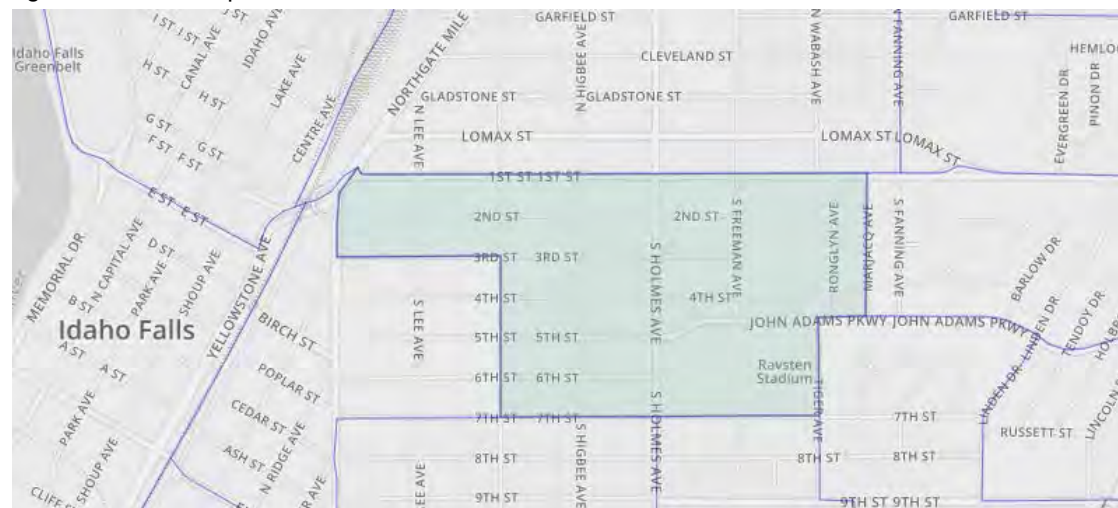 J ST
GARFIELD ST
GARFIELD ST
I ST I ST
IDAHO AVE
N HIGBEE AVE
N WABASH AVE
N FANNING AVE
Idaho Falls
Greenbelt
CANAL AVE
CLEVELAND ST
H ST
H ST
LAKE AVE
NORTHGATE MILE
EVERGREEN DR
PINON DR
GLADSTONE ST
GLADSTONE ST
G ST
G ST
F ST F ST
CENTRE AVE
N LEE AVE
LOMAX ST
LOMAX ST LOMAX ST
1ST ST 1ST ST
E ST E ST
2ND ST
2ND ST
S FREEMAN AVE
RONGLYN AVE
MARJACQ AVE
S FANNING AVE
MEMORIAL DR
N CAPITAL AVE
D ST
3RD ST 3RD ST
S HOLMES AVE
BARLOW DR
B ST
PARK AVE
SHOUP AVE
YELLOWSTONE AVE
4TH ST
4TH ST
Idaho Falls
BIRCH ST
S LEE AVE
5TH ST 5TH ST
JOHN ADAMS PKWY JOHN ADAMS PKWY
LINDEN DR
LINDEN DR
TENDOY DR
A ST
A ST
POPLAR ST
6TH ST 6TH ST
Ravsten
Stadium
TIGER AVE
PARK AVE
CEDAR ST
7TH ST 7TH ST
S HOLMES AVE
7TH ST
LINCOLN
RUSSETT ST
SHOUP AVE
ASH ST
N RIDGE AVE
8TH ST
S HIGBEE AVE
8TH ST
8TH ST
CLIFF
LEE AVE
9TH ST
9TH ST 9TH ST